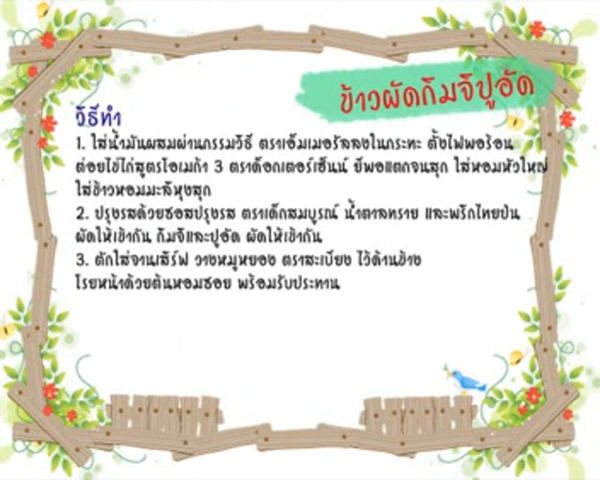 ข้าวผัดกิมจิปูอัด
วิธีทำ
1. ใส่น้ำมันผสมผ่านกรรมวิธี ตราเอ็มเมอรัลลงในกระทะ ตั้งไฟพอร้อน
ต่อยไข่ไก่สูตรโอเมก้า 3 ตราด็อกเตอร์เฮ็นน์ ยีพอแตกจนสุก ใส่หอมหัวใหญ่
ใส่ข้าวหอมมะลิหุงสุก
2. ปรุงรสด้วยซอสปรุงรส ตราเด็กสมบูรณ์ น้ำตาลทราย และพริกไทยป่น
ผัดให้เข้ากัน กิมจิและปูอัด ผัดให้เข้ากัน
3. ตักใส่จานเสิร์ฟ วางหมูหยอง ตราสะเบียง ไว้ด้านข้าง
โรยหน้าด้วยต้นหอมซอย พร้อมรับประทาน